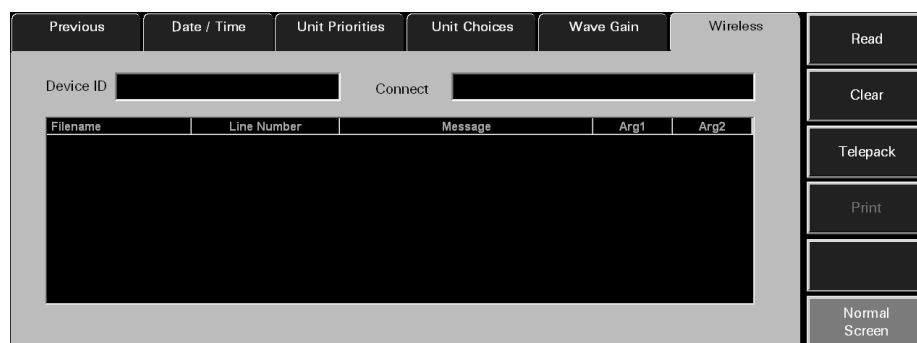 Previous Date / Time Unit Priorities Unit Choices Wave Gain Wireless
Read
Device ID Connect
Clear
Filename Line Number Message Arg1 Arg2
Telepack
Print
Normal
Screen